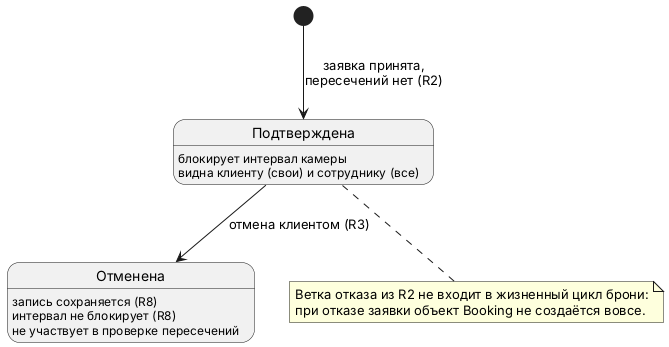 заявка принята,
пересечений нет (R2)
Подтверждена
блокирует интервал камеры
видна клиенту (свои) и сотруднику (все)
отмена клиентом (R3)
Отменена
запись сохраняется (R8)
интервал не блокирует (R8)
не участвует в проверке пересечений
Ветка отказа из R2 не входит в жизненный цикл брони:
при отказе заявки объект Booking не создаётся вовсе.